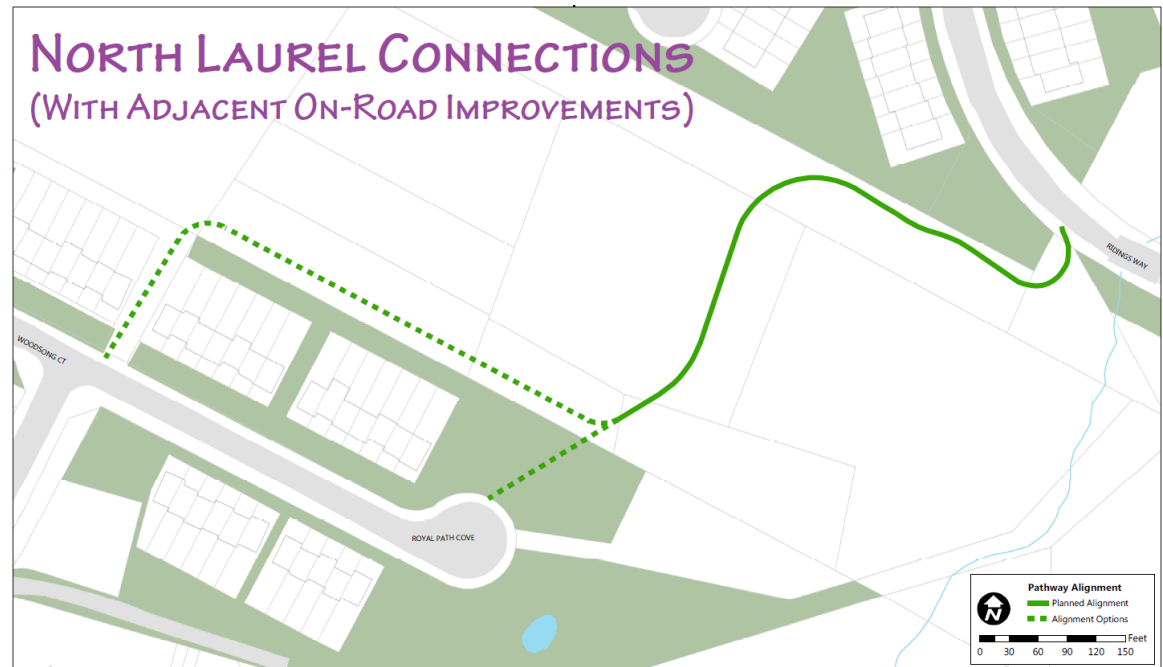 NORTH LAUREL CONNECTIONS
(WITH ADJACENT ON-ROAD IMPROVEMENTS)
RIDINGS WAY
WOODSONG CT
ROYAL PATH COVE
Pathway Alignment
Planned Alignment
Alignment Options
N
Feet
0 30 60 90 120 150